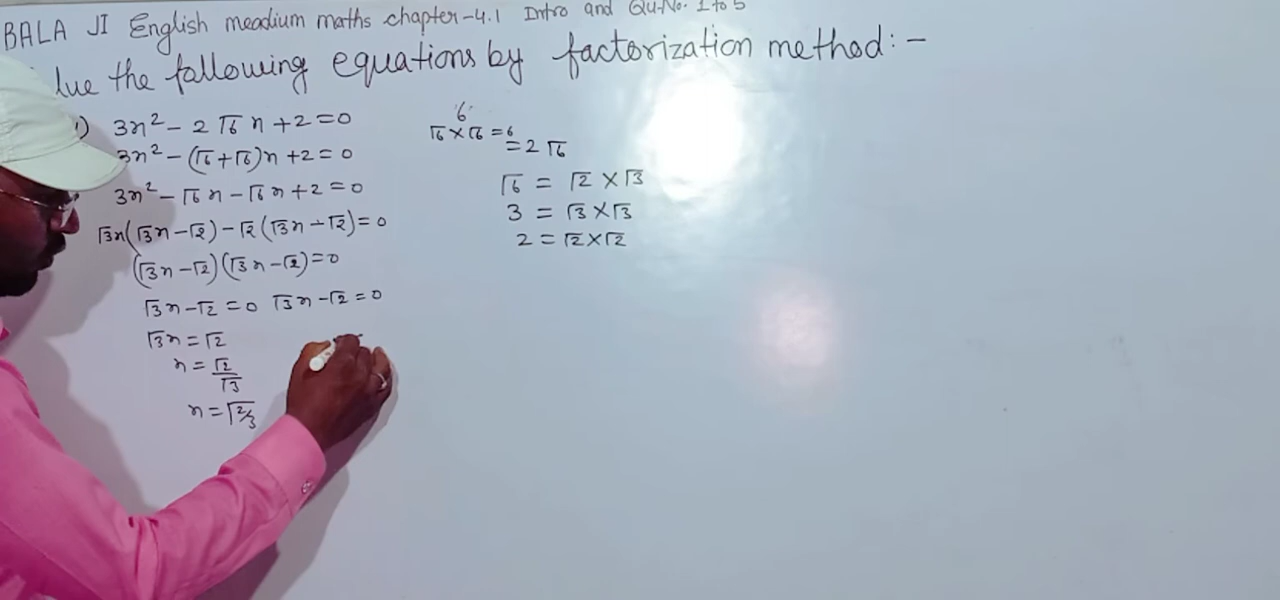 BALA JI English meadium maths chapter-4.1 Intro and Qu.No. 1 to 5
lve the following equations by factorization method:-
1) 3x² - 2√6 x + 2 = 0
3x² - (√6+√6)x + 2 = 0
3x² - √6 x - √6 x + 2 = 0
√3x(√3x - √2) - √2(√3x - √2) = 0
(√3x - √2)(√3x - √2) = 0
√3x - √2 = 0 √3x - √2 = 0
√3x = √2
x = √2/√3
x = √2/3
6
√6 × √6 = 6
= 2√6
√6 = √2 × √3
3 = √3 × √3
2 = √2 × √2